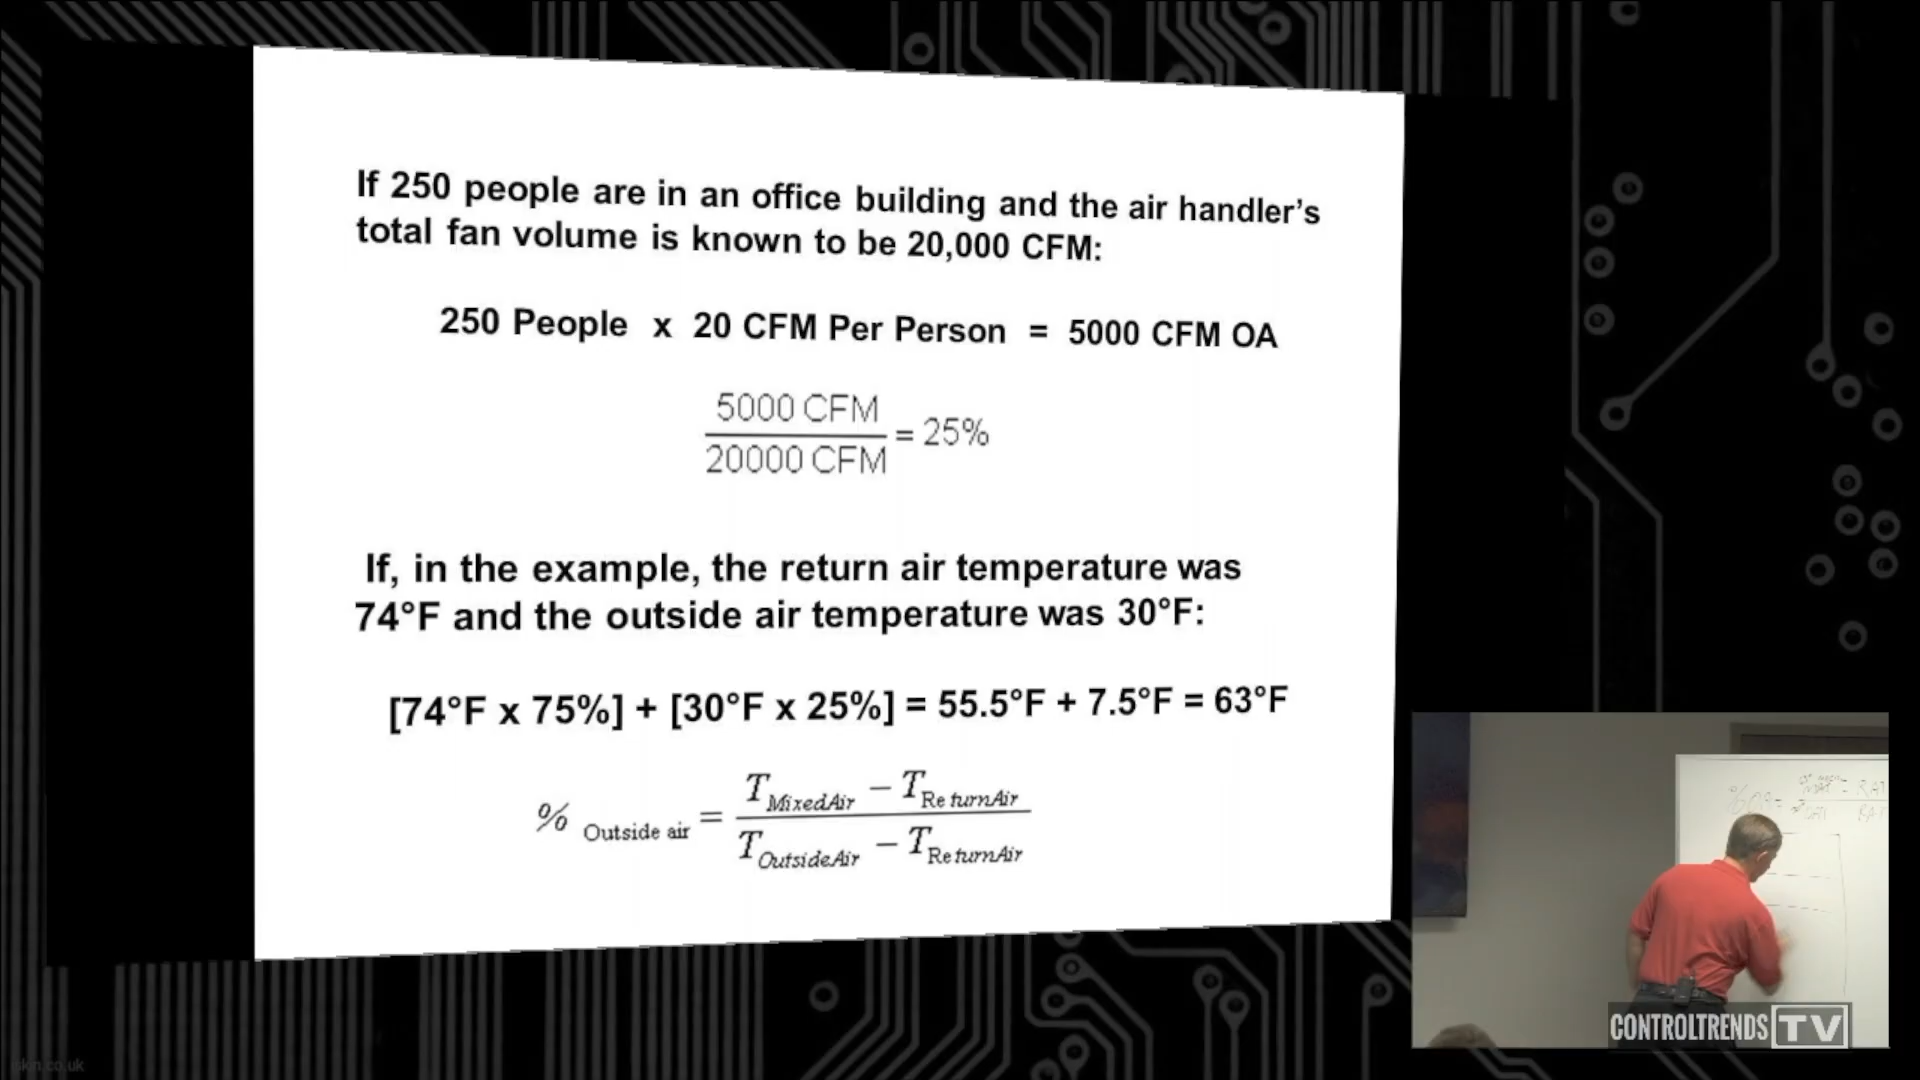 If 250 people are in an office building and the air handler’s
total fan volume is known to be 20,000 CFM:
250 People x 20 CFM Per Person = 5000 CFM OA
5000 CFM
20000 CFM
= 25%
If, in the example, the return air temperature was
74°F and the outside air temperature was 30°F:
[74°F x 75%] + [30°F x 25%] = 55.5°F + 7.5°F = 63°F
% Outside air = 
T MixedAir − T ReturnAir
T OutsideAir − T ReturnAir
CONTROLTRENDS TV